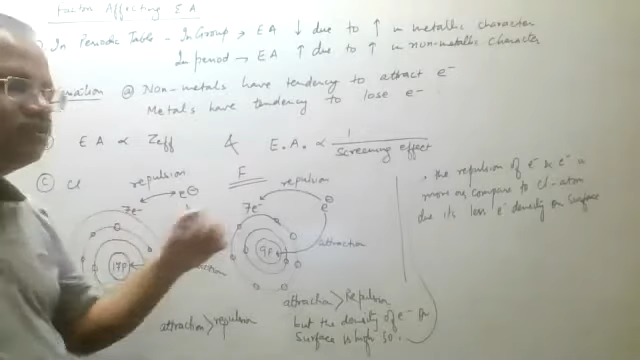 Factor Affecting EA
In Periodic Table - In Group → EA ↓ due to ↑ in metallic character
In period → EA ↑ due to ↑ in non-metallic character
ⓐ Non-metals have tendency to attract e⁻
Metals have tendency to lose e⁻
EA ∝ Zeff & E.A. ∝ 1/Screening effect
ⓒ Cl
repulsion
e⊖
7e⁻
17P
attraction > repulsion
F
repulsion
7e⁻
e⊖
9P
attraction
attraction > Repulsion
but the density of e⁻
Surface which so.
the repulsion of e⁻ & e⁻ is
more as compare to Cl-atom
due its less e⁻ density on surface